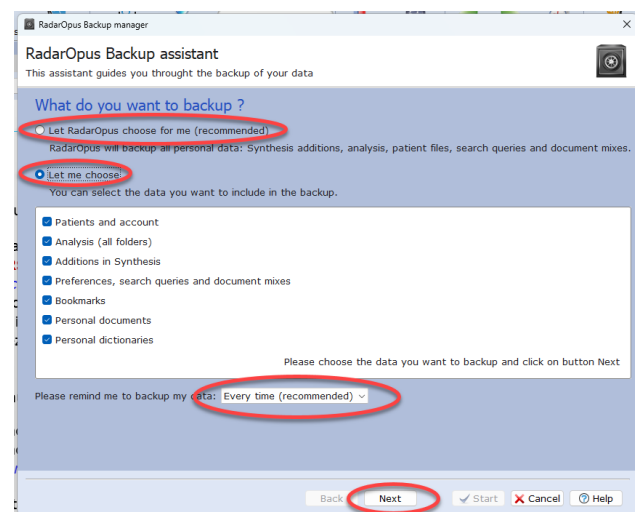 RadarOpus Backup manager
RadarOpus Backup assistant
This assistant guides you throught the backup of your data
What do you want to backup ?
Let RadarOpus choose for me (recommended)
RadarOpus will backup all personal data: Synthesis additions, analysis, patient files, search queries and document mixes.
Let me choose
You can select the data you want to include in the backup.
Patients and account
Analysis (all folders)
Additions in Synthesis
Preferences, search queries and document mixes
Bookmarks
Personal documents
Personal dictionaries
Please choose the data you want to backup and click on button Next
Please remind me to backup my data: Every time (recommended)
Back Next Start Cancel Help